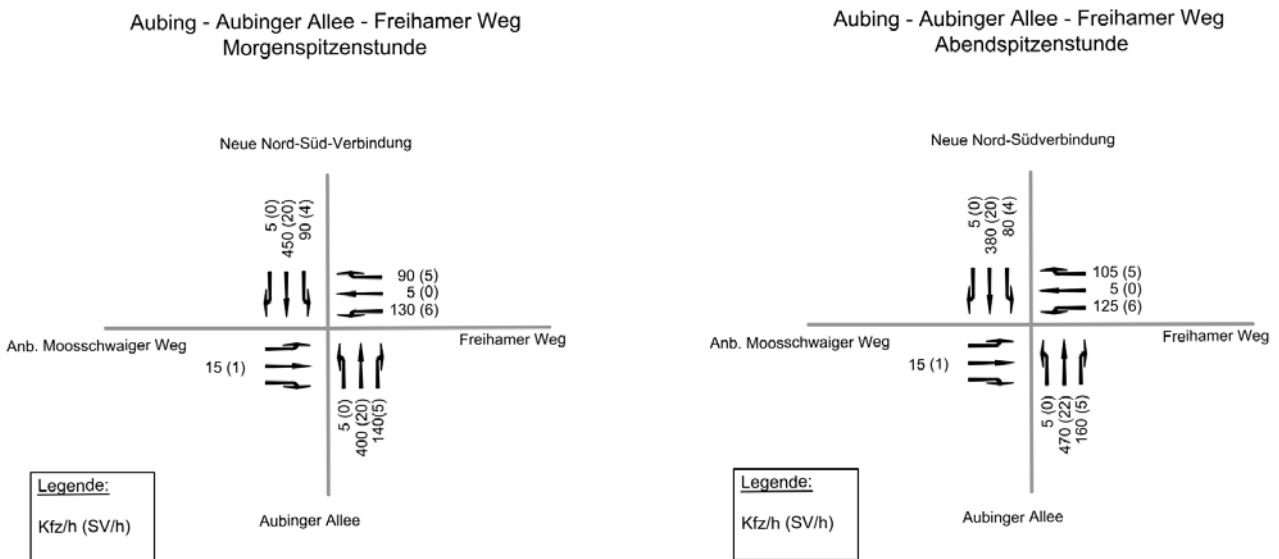 Aubing - Aubinger Allee - Freihamer Weg
Morgenspitzenstunde
Neue Nord-Süd-Verbindung
5 (0)
450 (20)
90 (4)
90 (5)
5 (0)
130 (6)
Anb. Moosschwaiger Weg
Freihamer Weg
15 (1)
5 (0)
400 (20)
140(5)
Legende:
Kfz/h (SV/h)
Aubinger Allee
Aubing - Aubinger Allee - Freihamer Weg
Abendspitzenstunde
Neue Nord-Südverbindung
5 (0)
380 (20)
80 (4)
105 (5)
5 (0)
125 (6)
Anb. Moosschwaiger Weg
Freihamer Weg
15 (1)
5 (0)
470 (22)
160 (5)
Legende:
Kfz/h (SV/h)
Aubinger Allee